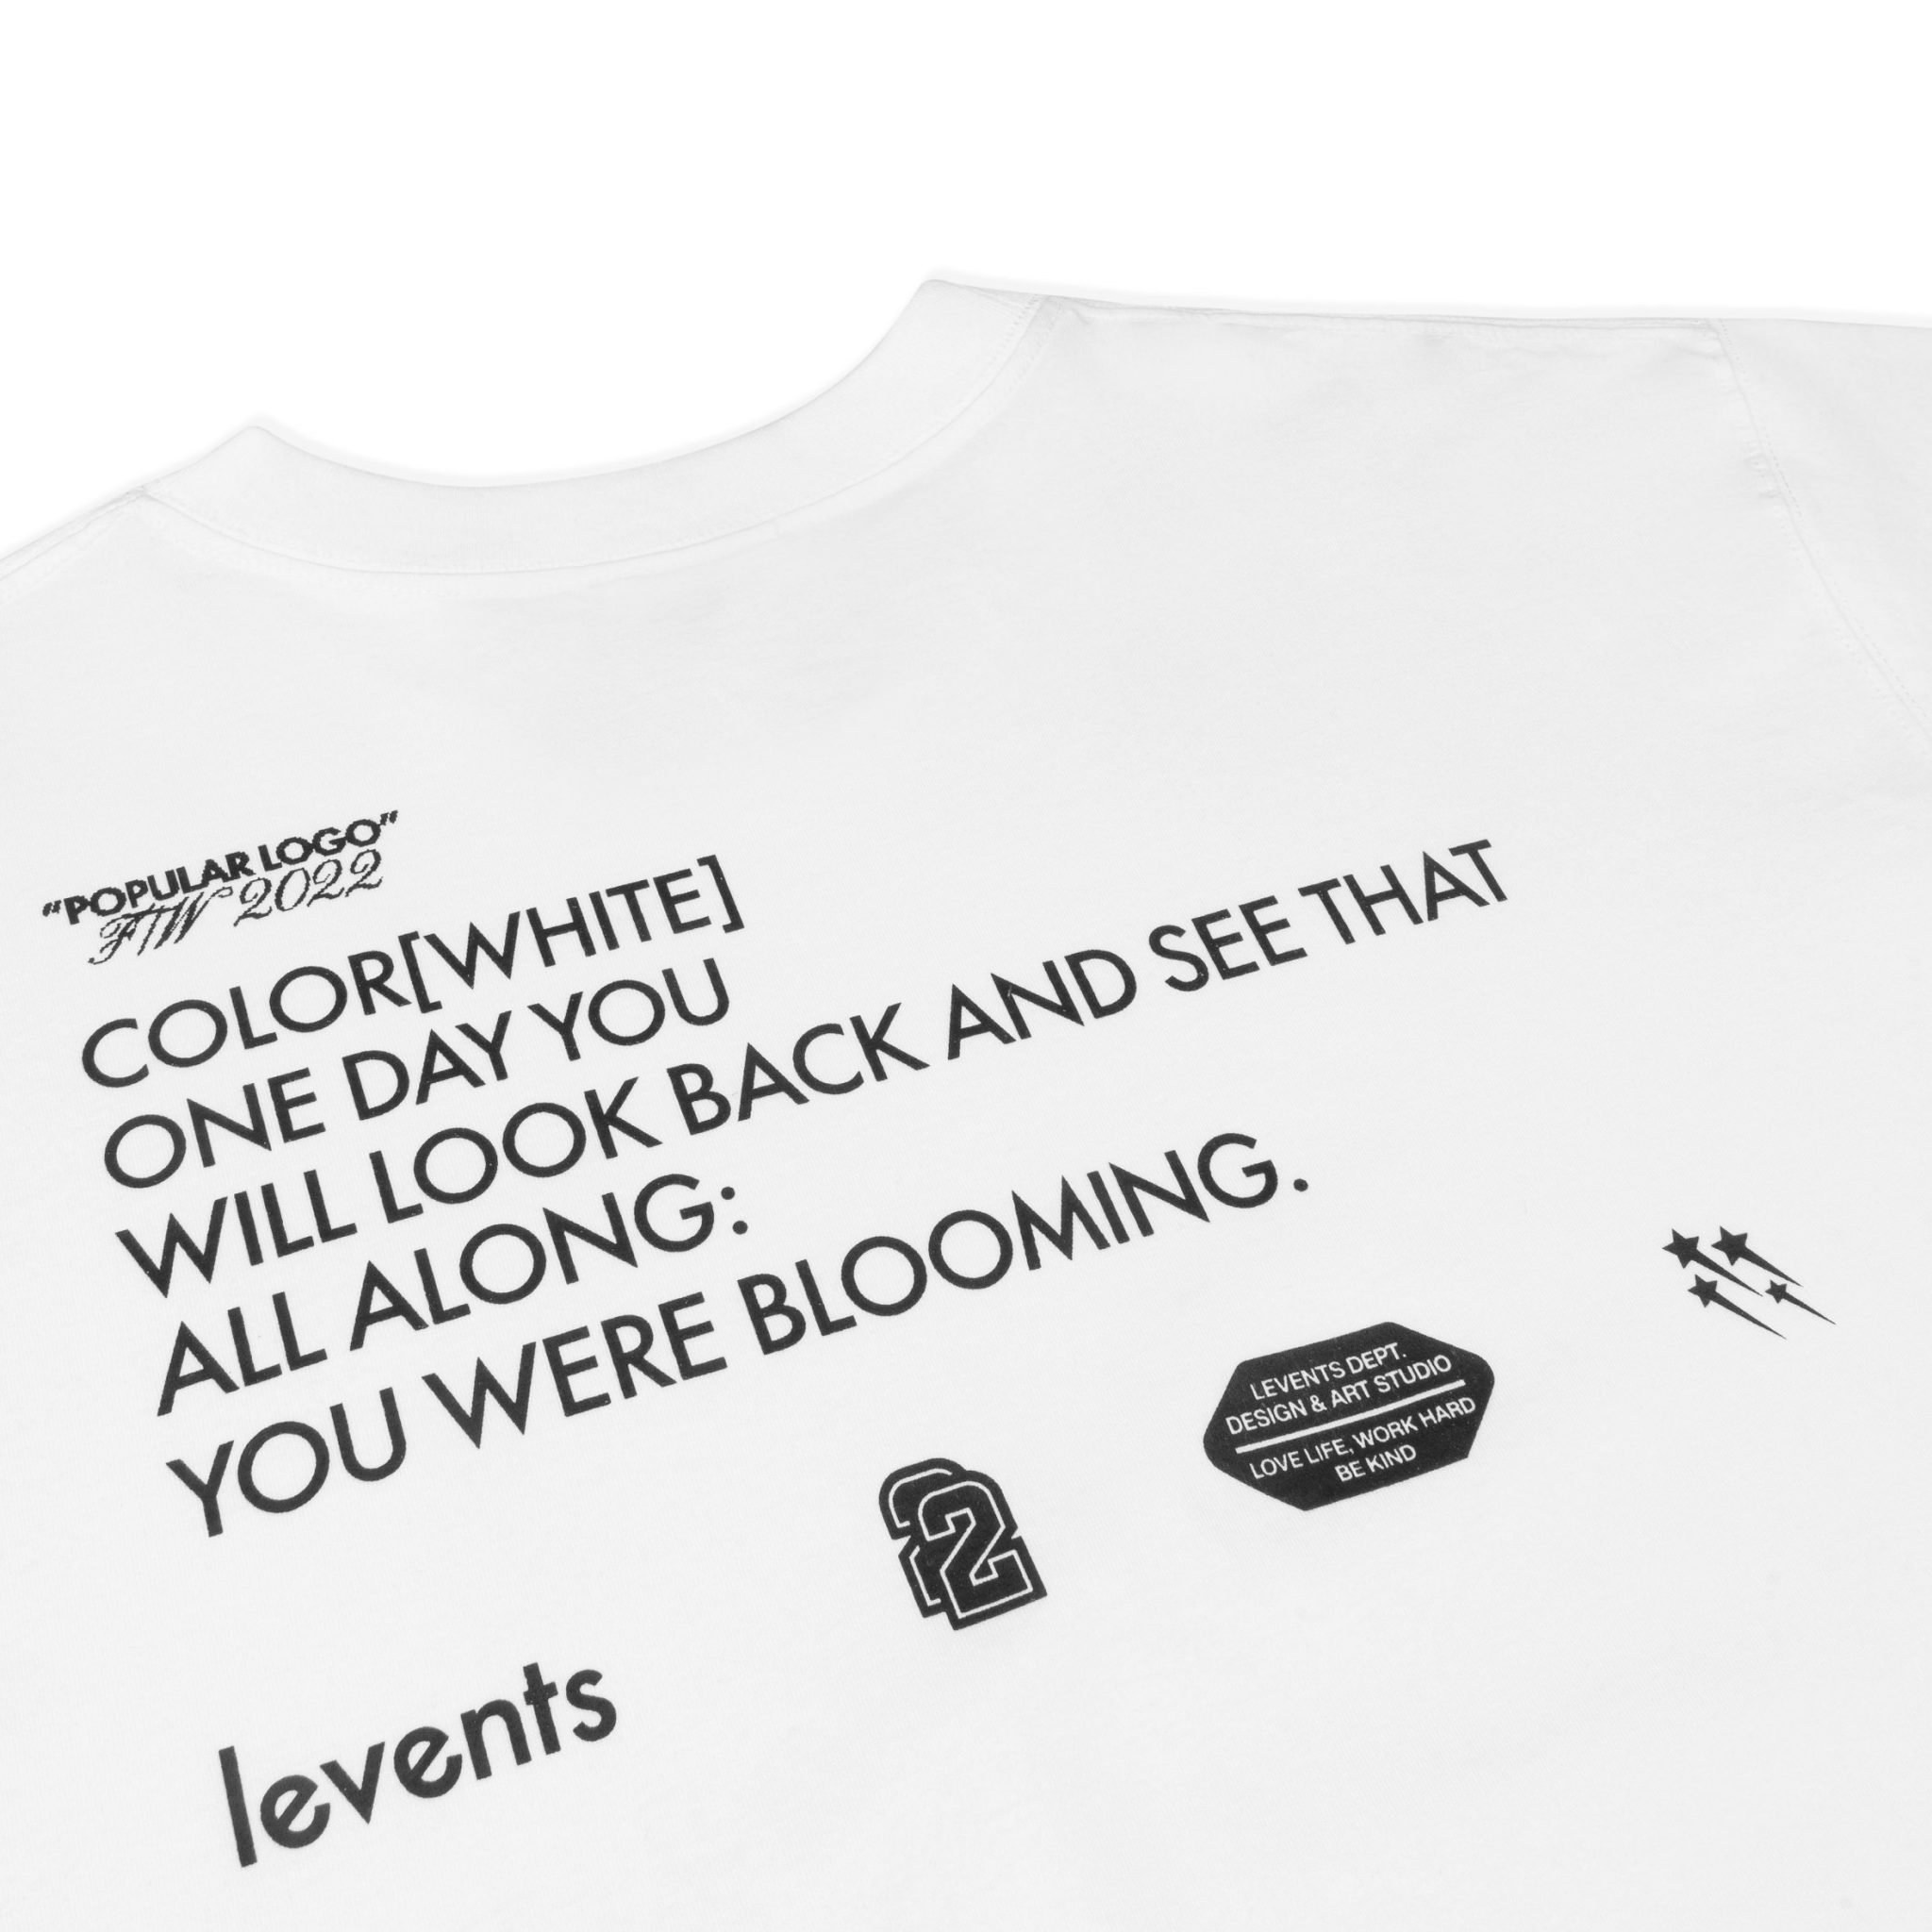 "POPULAR LOGO"
FTW 2022
COLOR[WHITE]
ONE DAY YOU
WILL LOOK BACK AND SEE THAT
ALL ALONG:
YOU WERE BLOOMING.
levents
22
LEVENTS DEPT.
DESIGN & ART STUDIO
LOVE LIFE, WORK HARD
BE KIND